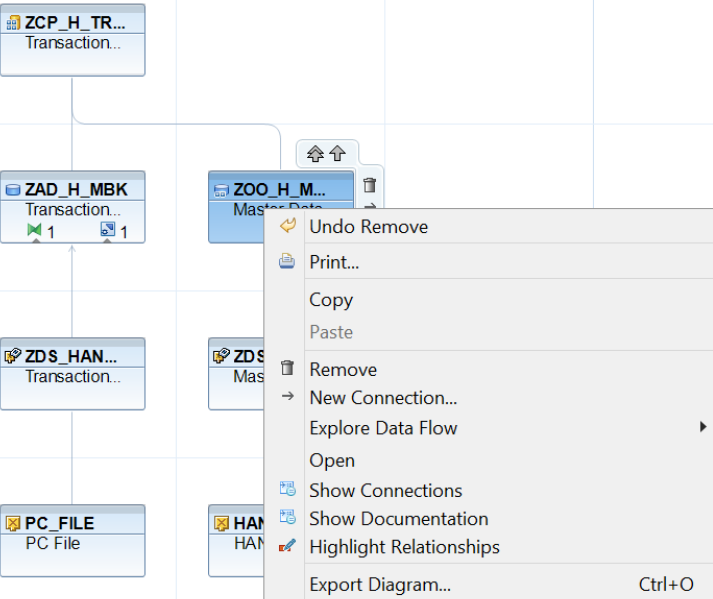 ZCP_H_TR...
Transaction...
ZAD_H_MBK
Transaction...
1
1
ZOO_H_M...
Master Data
Undo Remove
Print...
Copy
Paste
Remove
New Connection...
Explore Data Flow
Open
Show Connections
Show Documentation
Highlight Relationships
Export Diagram...
Ctrl+O
ZDS_HAN...
Transaction...
ZDS
Mas
PC_FILE
PC File
HAN
HAN